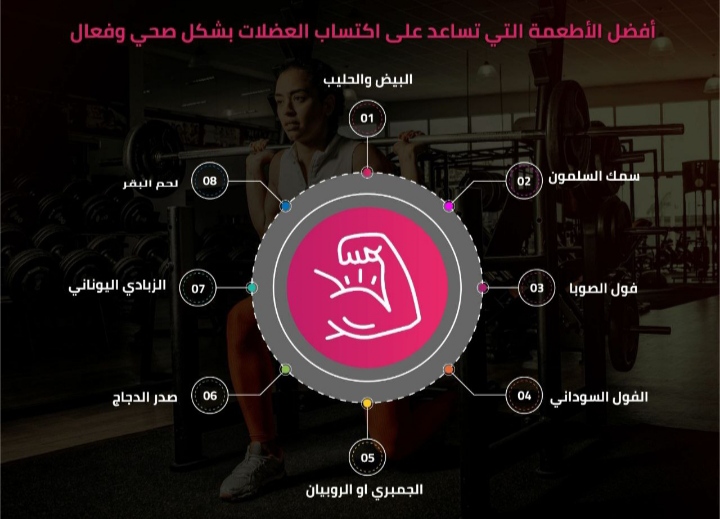 أفضل الأطعمة التي تساعد على اكتساب العضلات بشكل صحي وفعال
البيض والحليب
01
سمك السلمون
02
فول الصوبا
03
الفول السوداني
04
05
الجمبري او الروبيان
صدر الدجاج
06
الزبادي اليوناني
07
لحم البقر
08